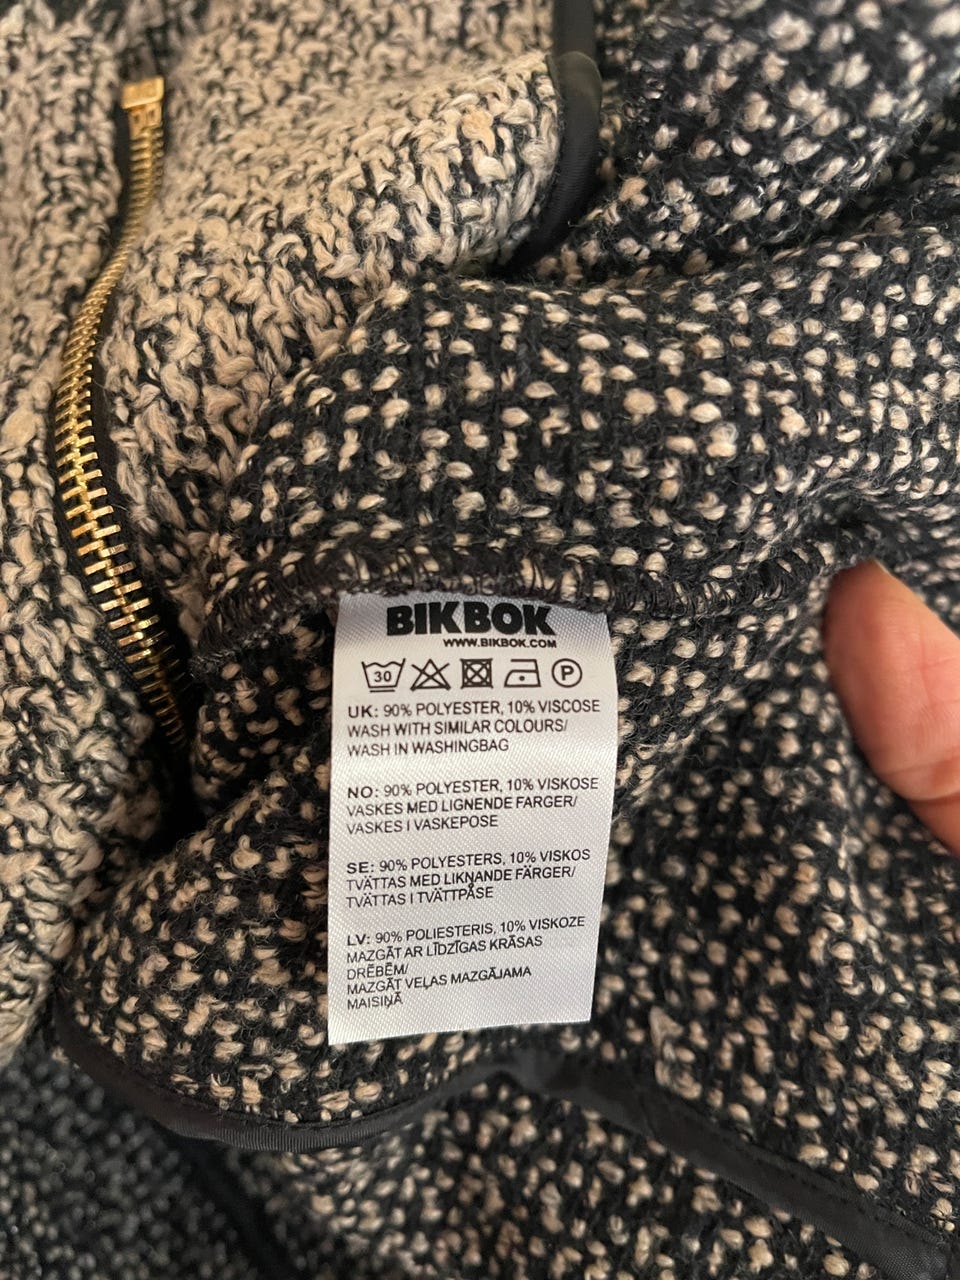 BIKBOK
WWW.BIKBOK.COM
30 P
UK: 90% POLYESTER, 10% VISCOSE
WASH WITH SIMILAR COLOURS/
WASH IN WASHINGBAG
NO: 90% POLYESTER, 10% VISKOSE
VASKES MED LIGNENDE FARGER/
VASKES I VASKEPOSE
SE: 90% POLYESTERS, 10% VISKOS
TVÄTTAS MED LIKNANDE FÄRGER/
TVÄTTAS I TVÄTTPÅSE
LV: 90% POLIESTERIS, 10% VISKOZE
MAZGĀT AR LĪDZĪGAS KRĀSAS
DRĒBĒM/
MAZGĀT VEĻAS MAZGĀJAMA
MAISIŅĀ